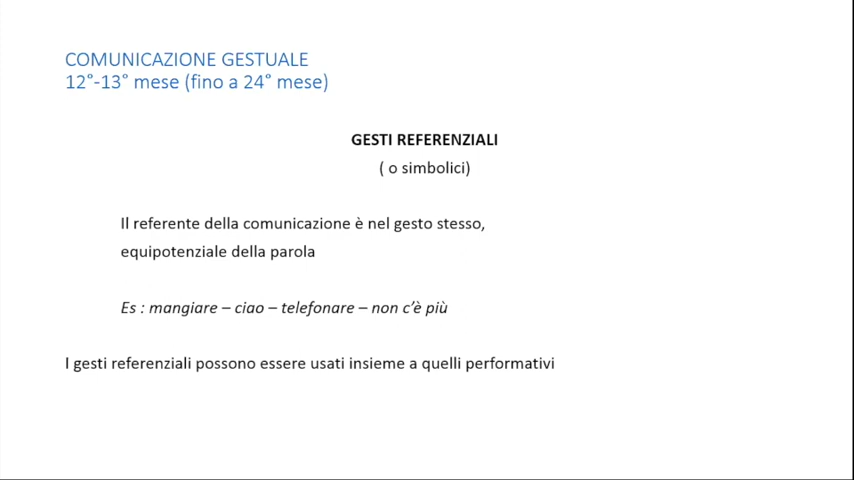 COMUNICAZIONE GESTUALE
12°-13° mese (fino a 24° mese)
GESTI REFERENZIALI
( o simbolici)
Il referente della comunicazione è nel gesto stesso,
equipotenziale della parola
Es : mangiare – ciao – telefonare – non c'è più
I gesti referenziali possono essere usati insieme a quelli performativi